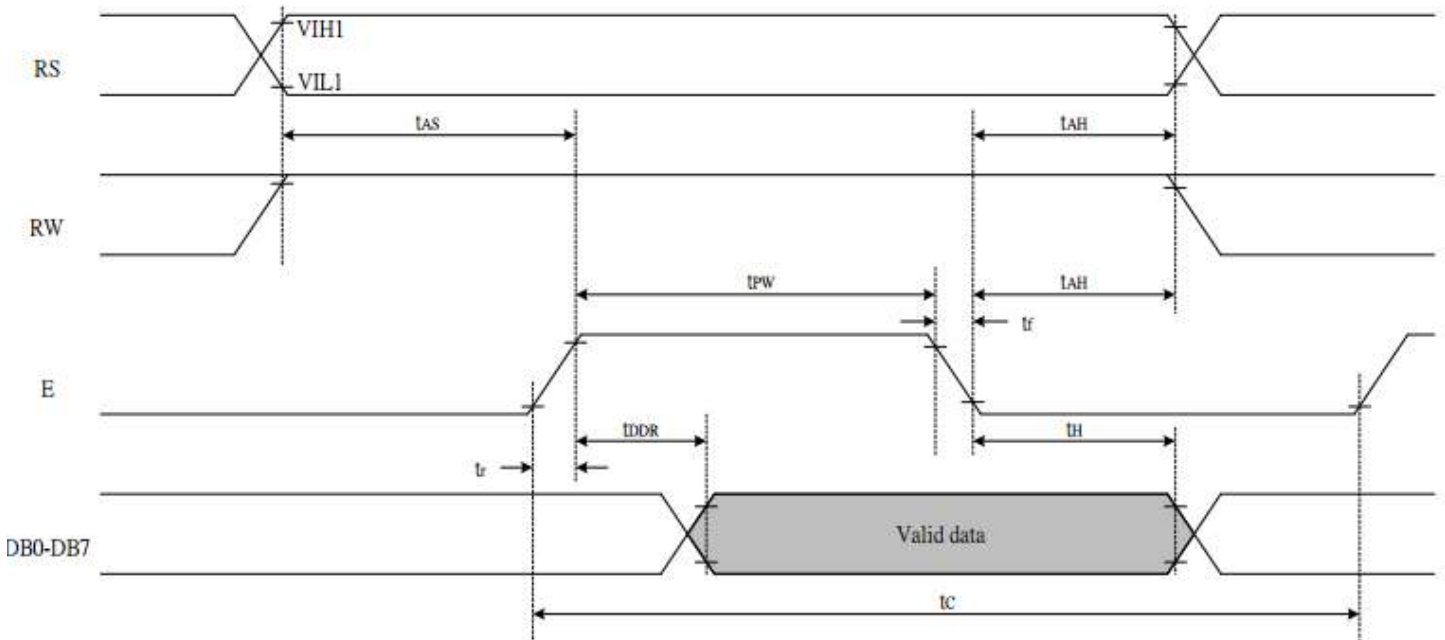 VIH1
RS
VIL1
tAS
tAH
RW
tPW
tAH
tf
E
tDDR
tH
tr
DB0-DB7
Valid data
tC